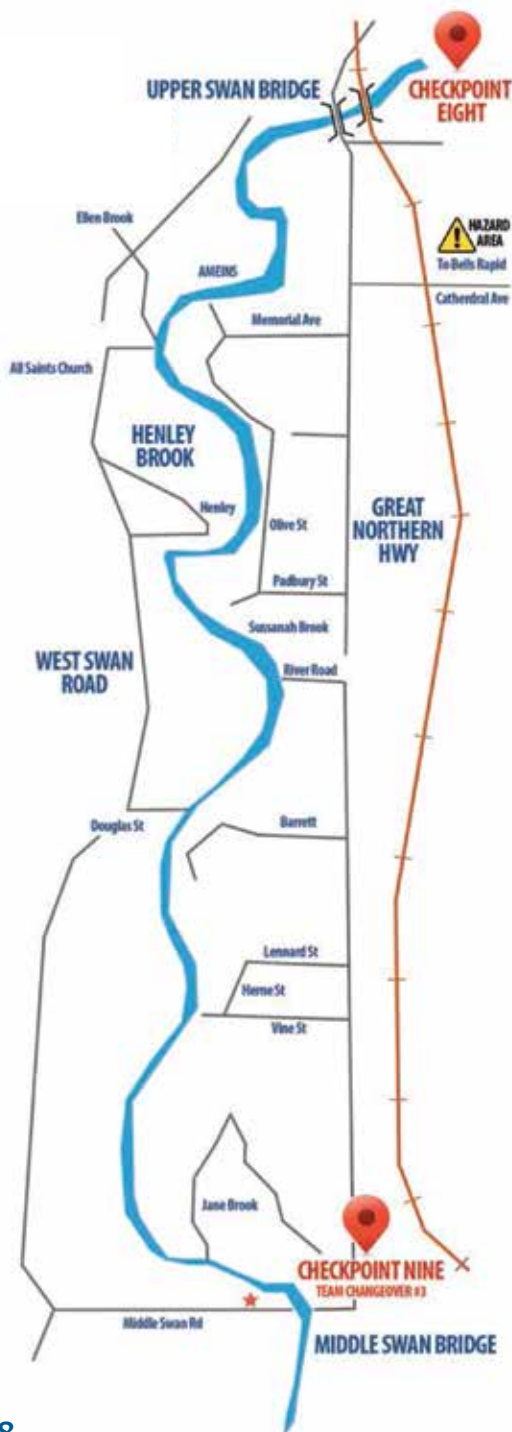 UPPER SWAN BRIDGE
CHECKPOINT
EIGHT
HAZARD
AREA
Ellen Brook
To Bells Rapid
AMEINS
Catherdral Ave
Memorial Ave
All Saints Church
HENLEY
BROOK
Henley
Olive St
GREAT
NORTHERN
HWY
Padbury St
Sussanah Brook
WEST SWAN
ROAD
River Road
Douglas St
Barrett
Lennard St
Herne St
Vine St
Jane Brook
CHECKPOINT NINE
TEAM CHANGEOVER #3
Middle Swan Rd
MIDDLE SWAN BRIDGE